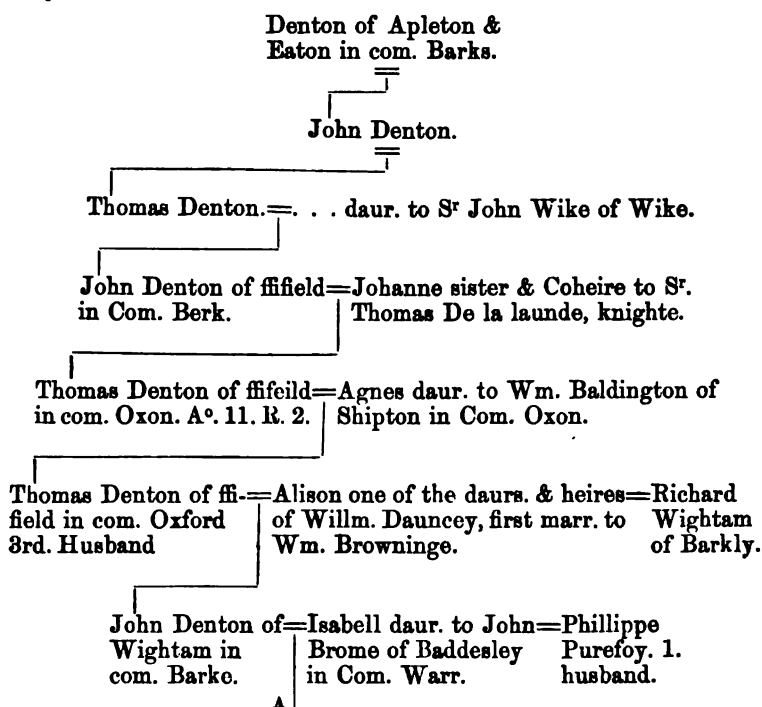 Denton of Apleton &
Eaton in com. Barks.
John Denton.
Thomas Denton.=. . . daur. to Sʳ John Wike of Wike.
John Denton of ffifield=Johanne sister & Coheire to Sʳ.
in Com. Berk. Thomas De la launde, knighte.
Thomas Denton of ffifeild=Agnes daur. to Wm. Baldington of
in com. Oxon. Aº. 11. R. 2. Shipton in Com. Oxon.
Thomas Denton of ffi-=Alison one of the daurs. & heires=Richard
field in com. Oxford of Willm. Dauncey, first marr. to Wightam
3rd. Husband Wm. Browninge. of Barkly.
John Denton of=Isabell daur. to John=Phillippe
Wightam in Brome of Baddesley Purefoy. 1.
com. Barke. in Com. Warr. husband.
A